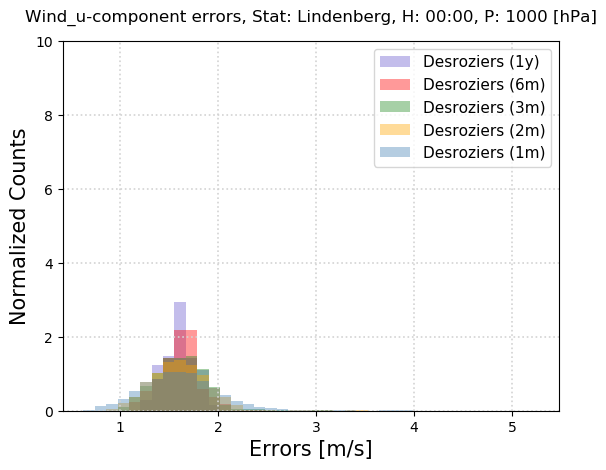 Wind_u-component errors, Stat: Lindenberg, H: 00:00, P: 1000 [hPa]
10
8
6
4
2
0
Normalized Counts
Desroziers (1y)
Desroziers (6m)
Desroziers (3m)
Desroziers (2m)
Desroziers (1m)
1 2 3 4 5
Errors [m/s]